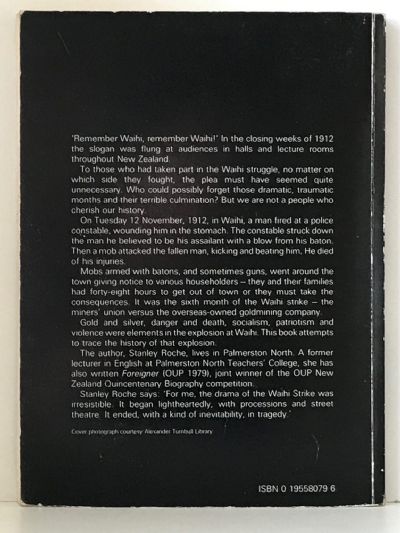 'Remember Waihi, remember Waihi!' In the closing weeks of 1912
the slogan was flung at audiences in halls and lecture rooms
throughout New Zealand.
To those who had taken part in the Waihi struggle, no matter on
which side they fought, the plea must have seemed quite
unnecessary. Who could possibly forget those dramatic, traumatic
months and their terrible culmination? But we are not a people who
cherish our history.
On Tuesday 12 November, 1912, in Waihi, a man fired at a police
constable, wounding him in the stomach. The constable struck down
the man he believed to be his assailant with a blow from his baton.
Then a mob attacked the fallen man, kicking and beating him. He died
of his injuries.
Mobs armed with batons, and sometimes guns, went around the
town giving notice to various householders – they and their families
had forty-eight hours to get out of town or they must take the
consequences. It was the sixth month of the Waihi strike – the
miners' union versus the overseas-owned goldmining company.
Gold and silver, danger and death, socialism, patriotism and
violence were elements in the explosion at Waihi. This book attempts
to trace the history of that explosion.
The author, Stanley Roche, lives in Palmerston North. A former
lecturer in English at Palmerston North Teachers' College, she has
also written Foreigner (OUP 1979), joint winner of the OUP New
Zealand Quincentenary Biography competition.
Stanley Roche says: 'For me, the drama of the Waihi Strike was
irresistible. It began lightheartedly, with processions and street
theatre. It ended, with a kind of inevitability, in tragedy.'
Cover photograph courtesy Alexander Turnbull Library
ISBN 0 19558079 6